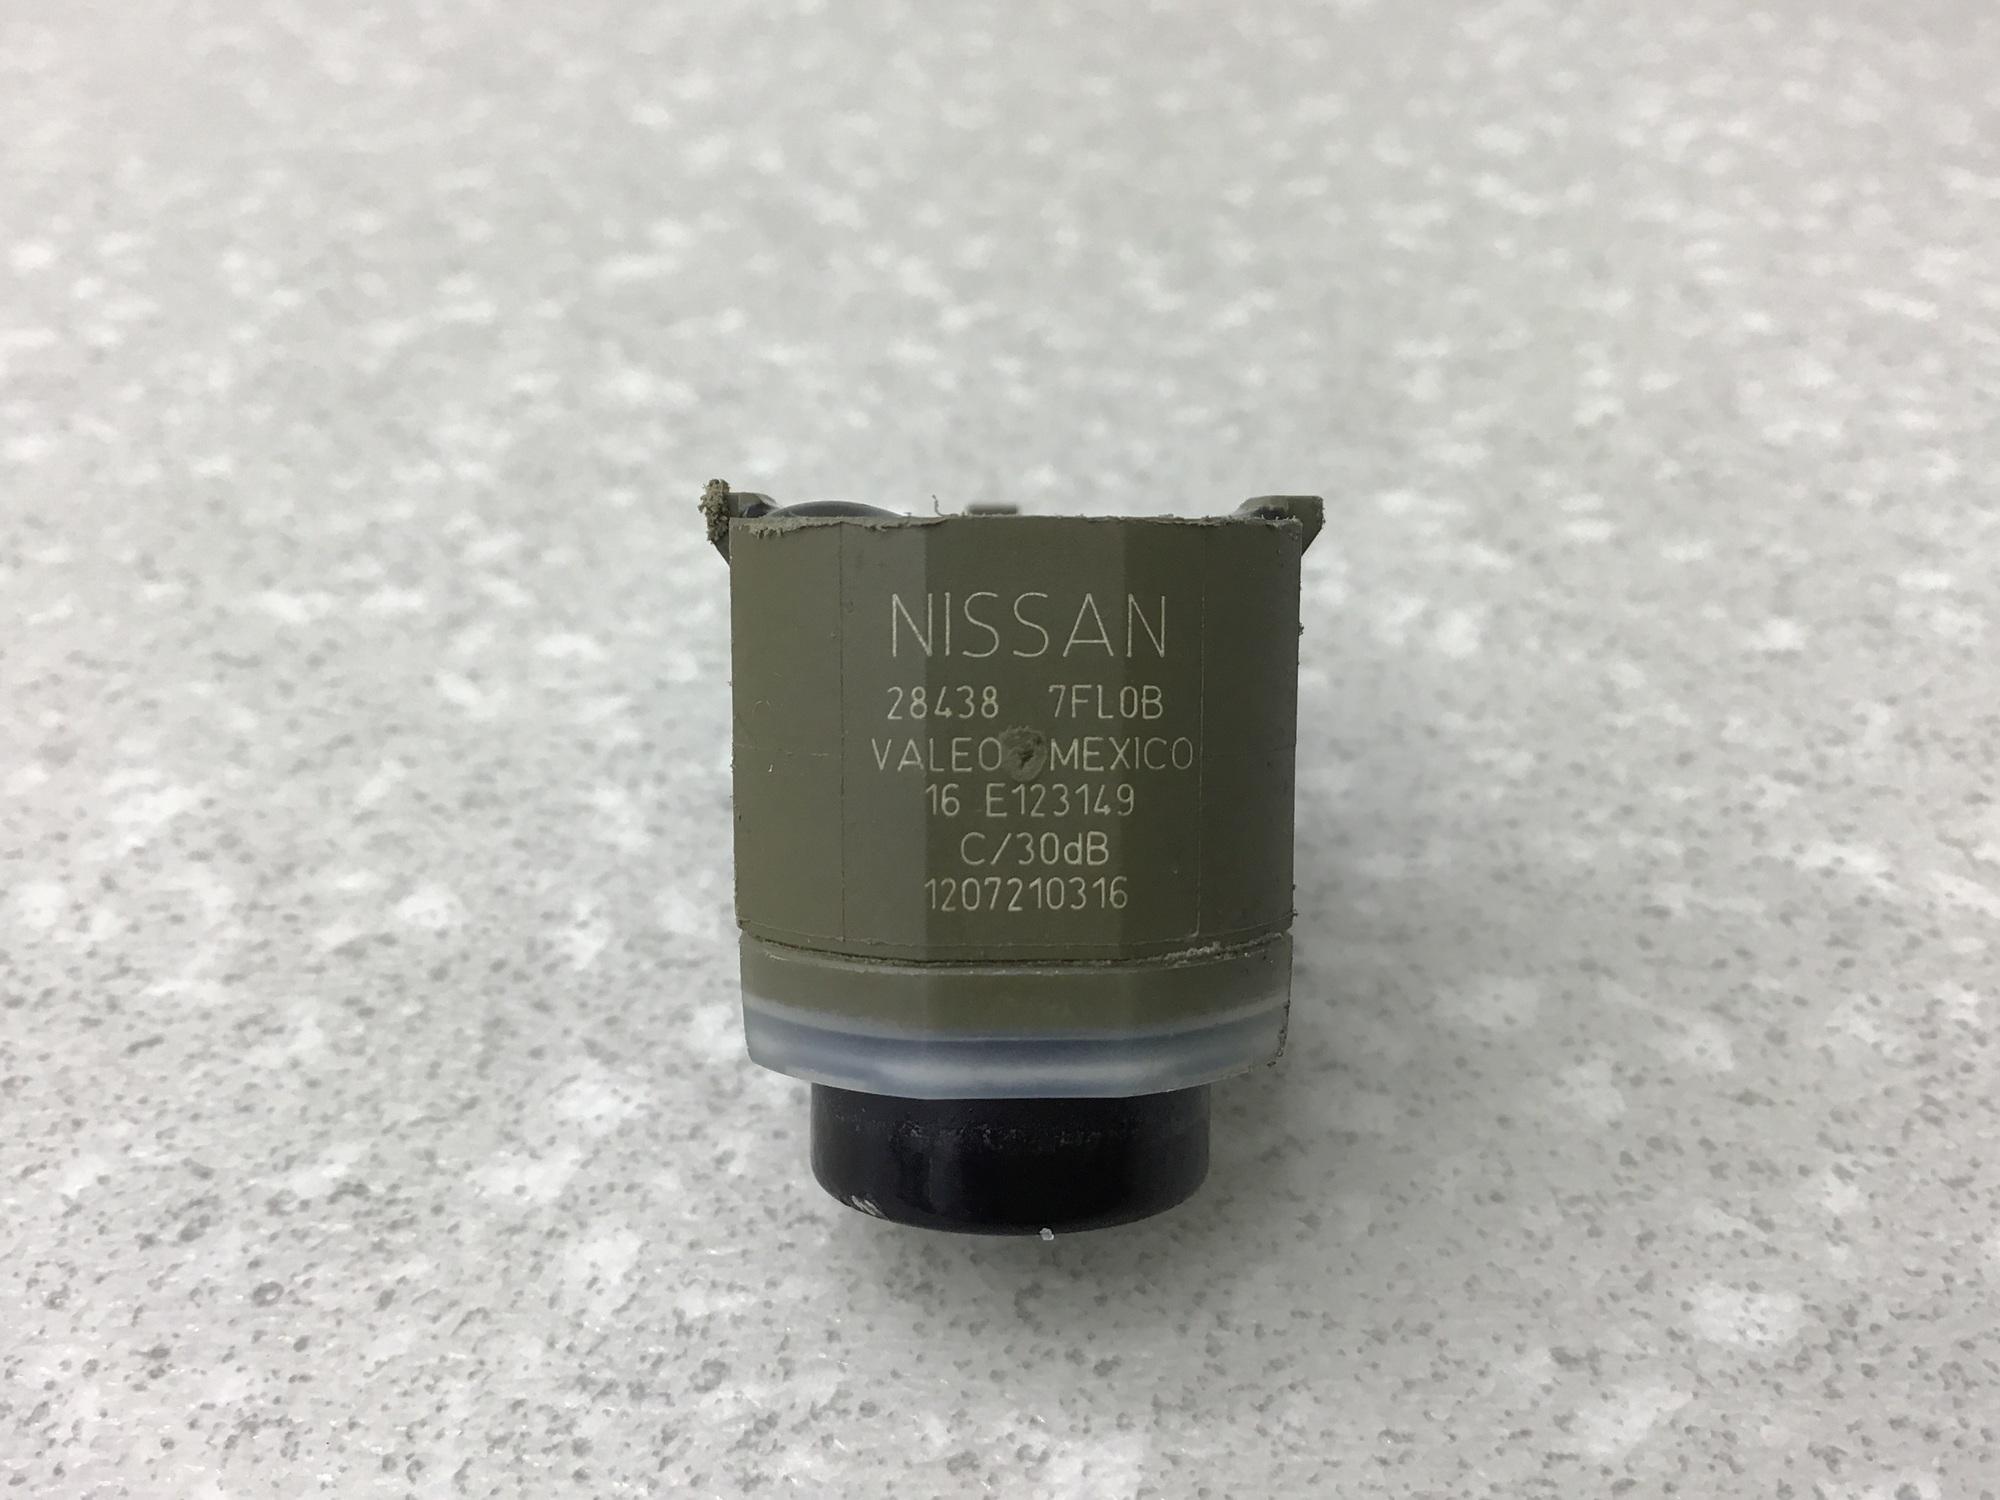 NISSAN
28438 7FL0B
VALEO MEXICO
16 E123149
C/30dB
1207210316